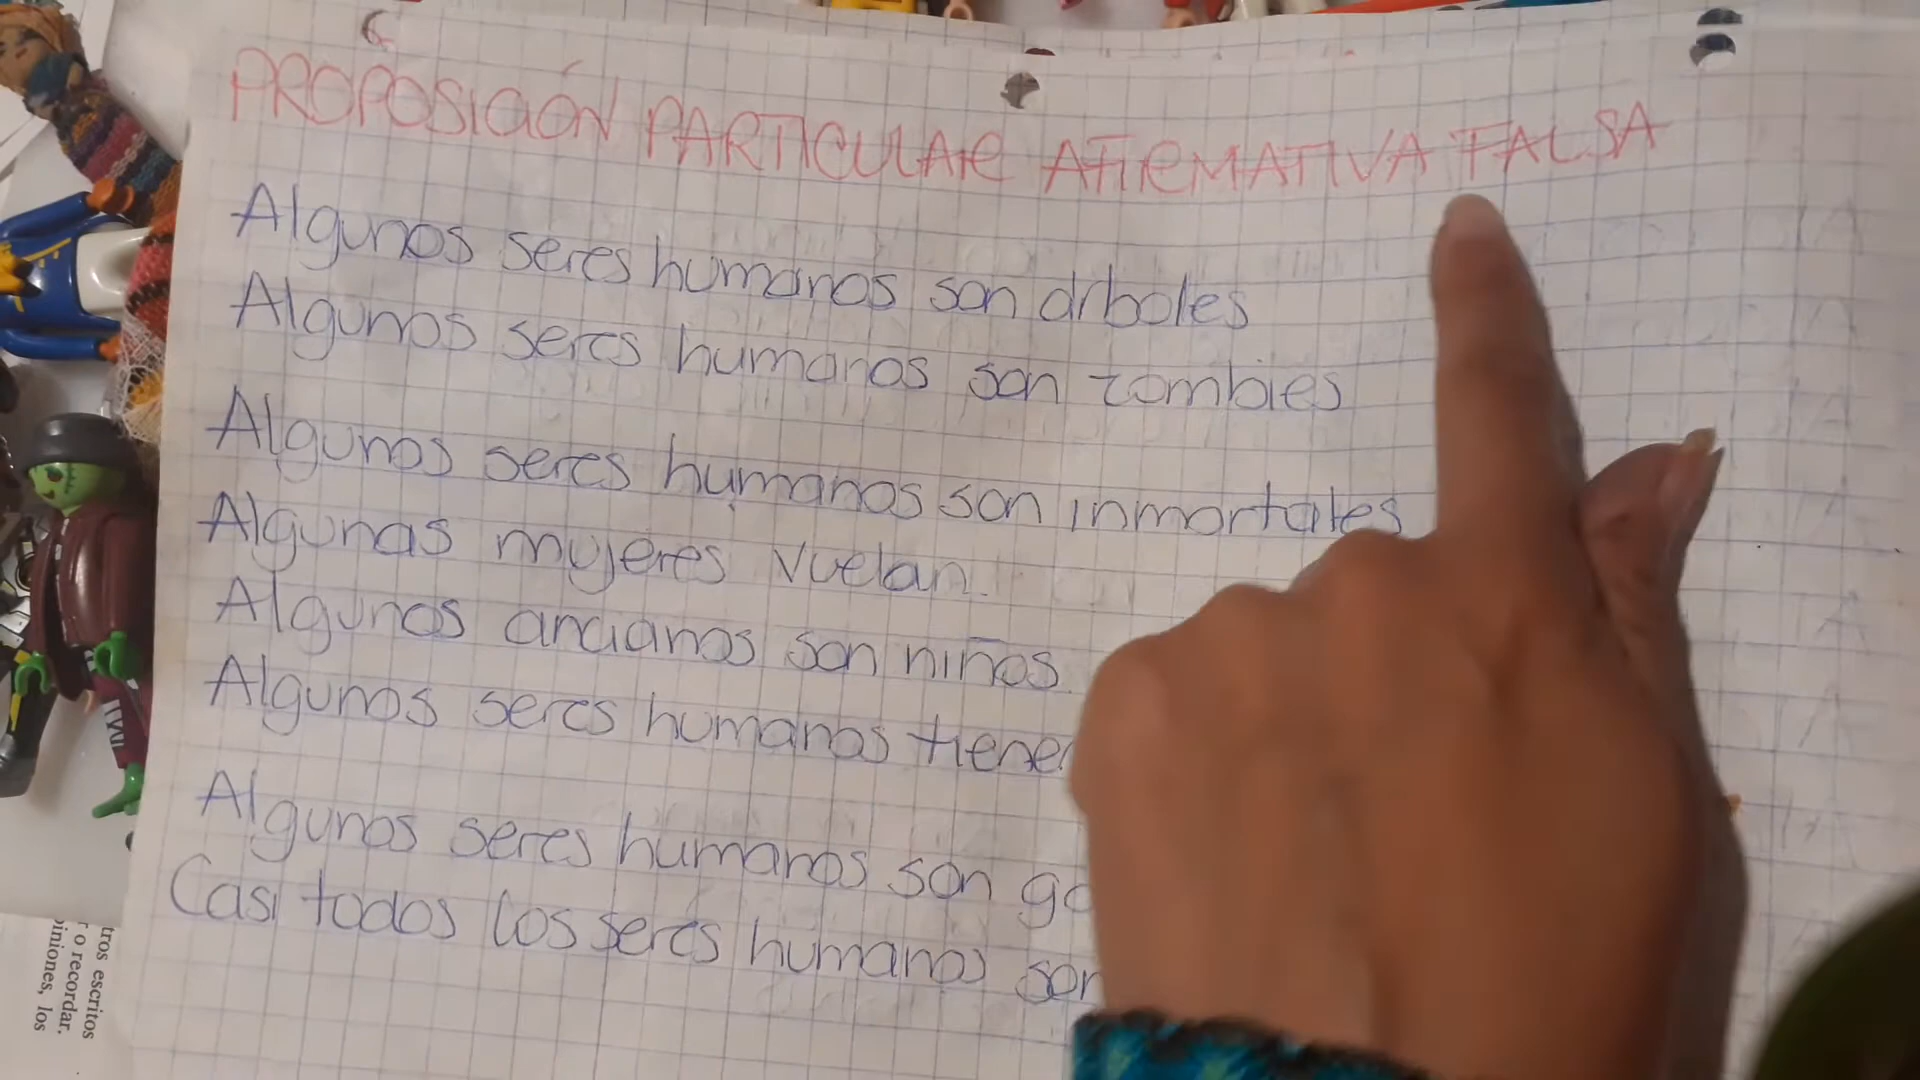 PROPOSICIÓN PARTICULAR AFIRMATIVA FALSA
Algunos seres humanos son árboles
Algunos seres humanos son zombies
Algunos seres humanos son inmortales
Algunas mujeres vuelan.
Algunos ancianos son niños.
Algunos seres humanos tiene
Algunos seres humanos son
Casi todos los seres humanos son
tros escritos
r o recordar.
piniones, los